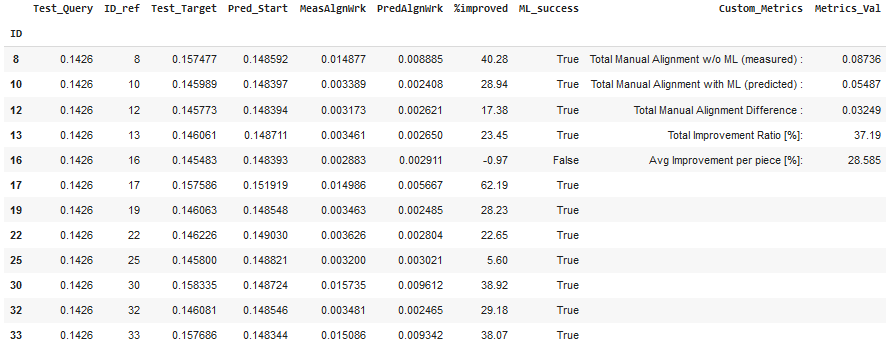 Test_Query ID_ref Test_Target Pred_Start MeasAlgnWrk PredAlgnWrk %improved ML_success Custom_Metrics Metrics_Val
ID
8 0.1426 8 0.157477 0.148592 0.014877 0.008885 40.28 True Total Manual Alignment w/o ML (measured) : 0.08736
10 0.1426 10 0.145989 0.148397 0.003389 0.002408 28.94 True Total Manual Alignment with ML (predicted) : 0.05487
12 0.1426 12 0.145773 0.148394 0.003173 0.002621 17.38 True Total Manual Alignment Difference : 0.03249
13 0.1426 13 0.146061 0.148711 0.003461 0.002650 23.45 True Total Improvement Ratio [%]: 37.19
16 0.1426 16 0.145483 0.148393 0.002883 0.002911 -0.97 False Avg Improvement per piece [%]: 28.585
17 0.1426 17 0.157586 0.151919 0.014986 0.005667 62.19 True
19 0.1426 19 0.146063 0.148548 0.003463 0.002485 28.23 True
22 0.1426 22 0.146226 0.149030 0.003626 0.002804 22.65 True
25 0.1426 25 0.145800 0.148821 0.003200 0.003021 5.60 True
30 0.1426 30 0.158335 0.148724 0.015735 0.009612 38.92 True
32 0.1426 32 0.146081 0.148546 0.003481 0.002465 29.18 True
33 0.1426 33 0.157686 0.148344 0.015086 0.009342 38.07 True